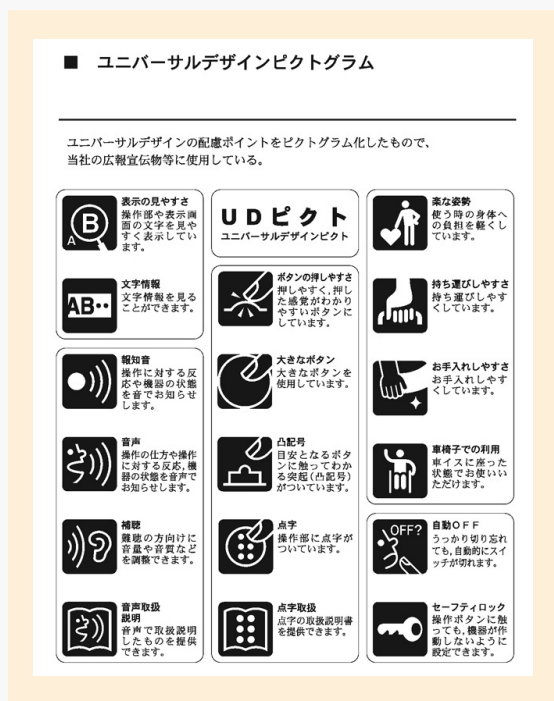 ■ ユニバーサルデザインピクトグラム
ユニバーサルデザインの配慮ポイントをピクトグラム化したもので、
当社の広報宣伝物等に使用している。
B
A
表示の見やすさ
操作部や表示画
面の文字を見や
すく表示してい
ます。
AB・・
文字情報
文字情報を見る
ことができます。
報知音
操作に対する反
応や機器の状態
を音でお知らせ
します。
音声
操作の仕方や操作
に対する反応,機
器の状態を音声で
お知らせします。
補聴
難聴の方向けに
音量や音質など
を調整できます。
音声取扱
説明
音声で取扱説明
したものを提供
できます。
UDピクト
ユニバーサルデザインピクト
ボタンの押しやすさ
押しやすく,押し
た感覚がわかり
やすいボタンに
しています。
大きなボタン
大きなボタンを
使用しています。
凸記号
目安となるボタ
ンに触ってわか
る突起(凸記号)
がついています。
点字
操作部に点字が
ついています。
点字取扱
点字の取扱説明書
を提供できます。
楽な姿勢
使う時の身体へ
の負担を軽くし
ています。
持ち運びしやすさ
持ち運びしやす
くしています。
お手入れしやすさ
お手入れしやす
くしています。
車椅子での利用
車イスに座った
状態でお使いい
ただけます。
OFF?
自動OFF
うっかり切り忘れ
ても,自動的にスイ
ッチが切れます。
セーフティロック
操作ボタンに触
っても,機器が作
動しないように
設定できます。